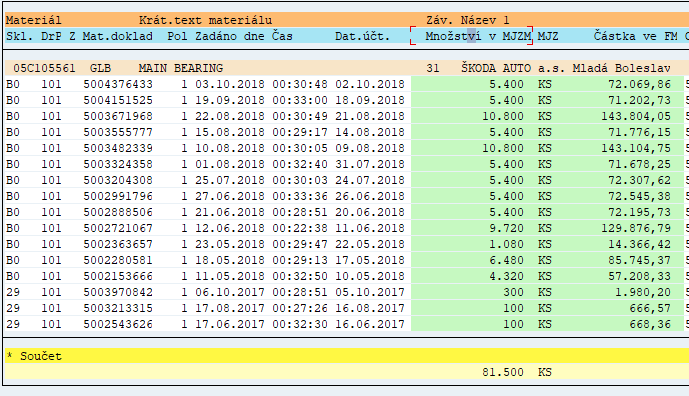 Materiál Krát.text materiálu Záv. Název 1
Skl. DrP Z Mat.doklad Pol Zadáno dne Čas Dat.účt. Množství v MJZM MJZ Částka ve FM
05C105561 GLB MAIN BEARING 31 ŠKODA AUTO a.s. Mladá Boleslav
B0 101 5004376433 1 03.10.2018 00:30:48 02.10.2018 5.400 KS 72.069,86
B0 101 5004151525 1 19.09.2018 00:33:00 18.09.2018 5.400 KS 71.202,73
B0 101 5003671968 1 22.08.2018 00:30:49 21.08.2018 10.800 KS 143.804,05
B0 101 5003555777 1 15.08.2018 00:29:17 14.08.2018 5.400 KS 71.776,15
B0 101 5003482339 1 10.08.2018 00:30:05 09.08.2018 10.800 KS 143.104,75
B0 101 5003324358 1 01.08.2018 00:32:40 31.07.2018 5.400 KS 71.678,25
B0 101 5003204308 1 25.07.2018 00:30:03 24.07.2018 5.400 KS 72.307,62
B0 101 5002991796 1 27.06.2018 00:33:36 26.06.2018 5.400 KS 72.545,38
B0 101 5002888506 1 21.06.2018 00:28:51 20.06.2018 5.400 KS 72.195,73
B0 101 5002721067 1 12.06.2018 00:22:38 11.06.2018 9.720 KS 129.876,79
B0 101 5002363657 1 23.05.2018 00:29:47 22.05.2018 1.080 KS 14.366,42
B0 101 5002280581 1 18.05.2018 00:29:13 17.05.2018 6.480 KS 85.745,37
B0 101 5002153666 1 11.05.2018 00:32:50 10.05.2018 4.320 KS 57.208,33
29 101 5003970842 1 06.10.2017 00:28:51 05.10.2017 300 KS 1.980,20
29 101 5003213315 1 17.08.2017 00:27:26 16.08.2017 100 KS 666,57
29 101 5002543626 1 17.06.2017 00:32:30 16.06.2017 100 KS 668,36
* Součet
81.500 KS